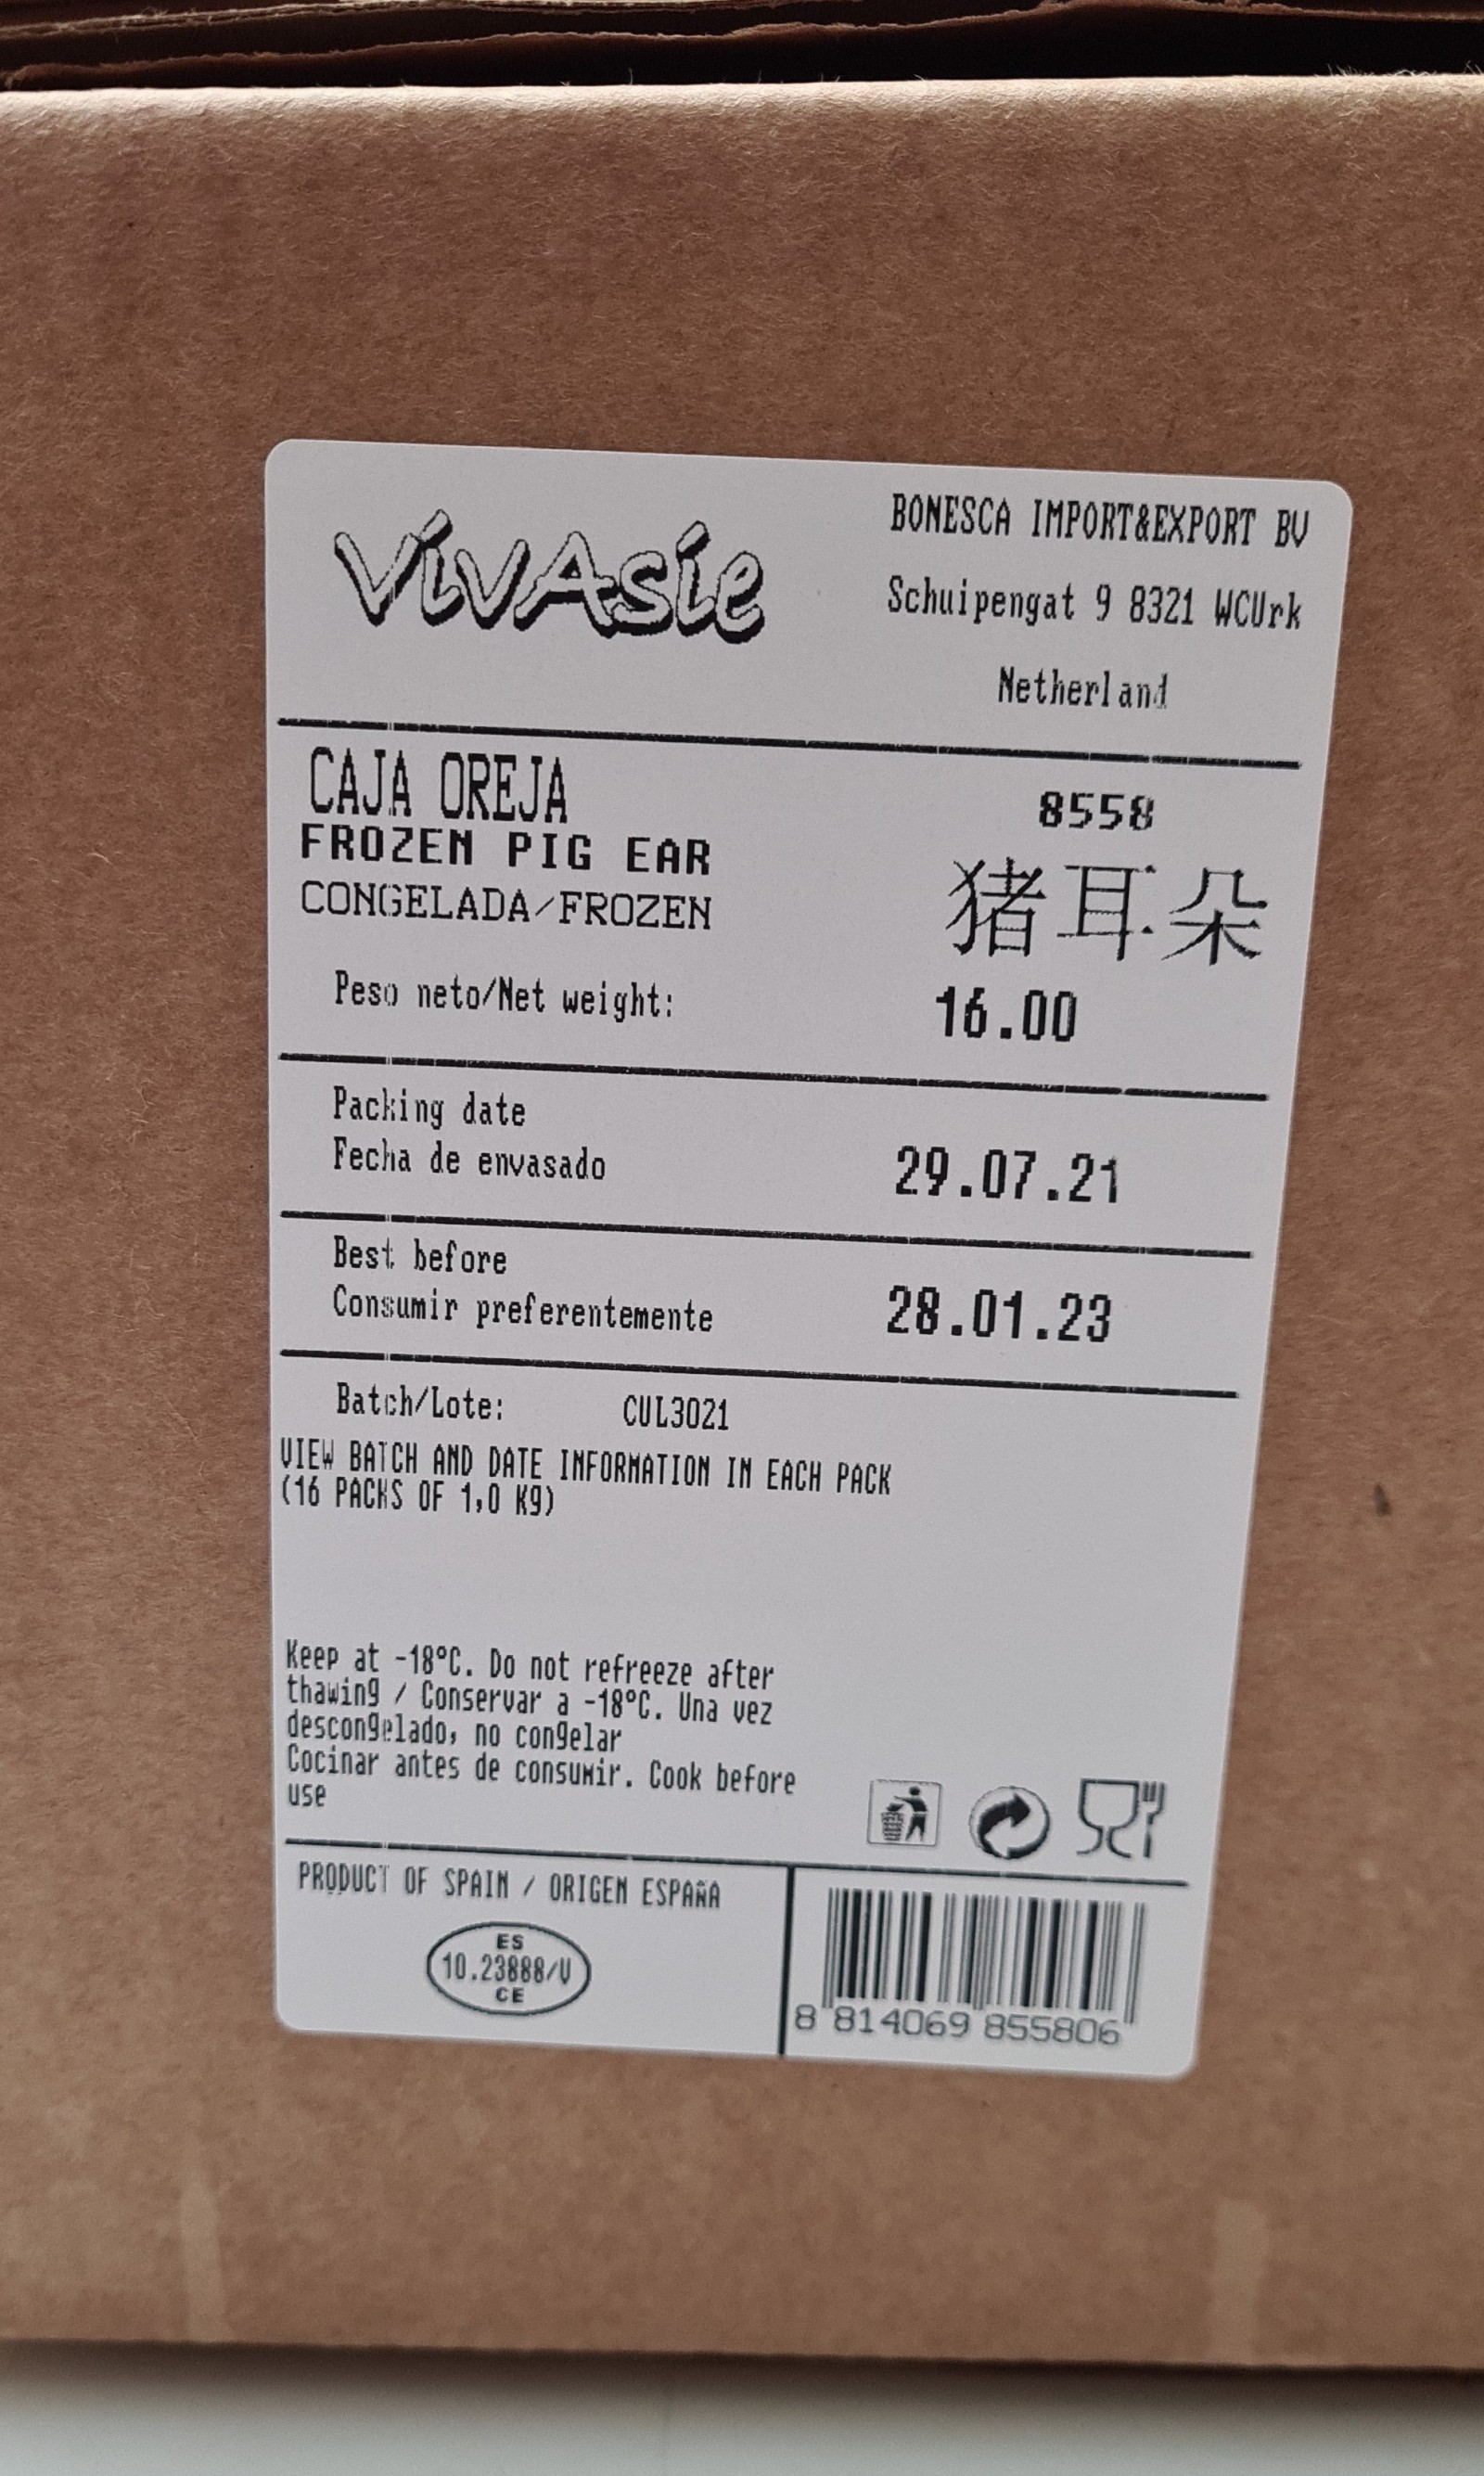 VivAsie
BONESCA IMPORT&EXPORT BV
Schuipengat 9 8321 WCUrk
Netherland
CAJA OREJA
FROZEN PIG EAR
CONGELADA/FROZEN
8558
猪耳朵
Peso neto/Net weight: 16.00
Packing date
Fecha de envasado 29.07.21
Best before
Consumir preferentemente 28.01.23
Batch/Lote: CUL3021
VIEW BATCH AND DATE INFORMATION IN EACH PACK
(16 PACKS OF 1,0 Kg)
Keep at -18ºC. Do not refreeze after
thawing / Conservar a -18ºC. Una vez
descongelado, no congelar
Cocinar antes de consumir. Cook before
use
PRODUCT OF SPAIN / ORIGEN ESPAÑA
ES
10.23888/V
CE
8 814069 855806